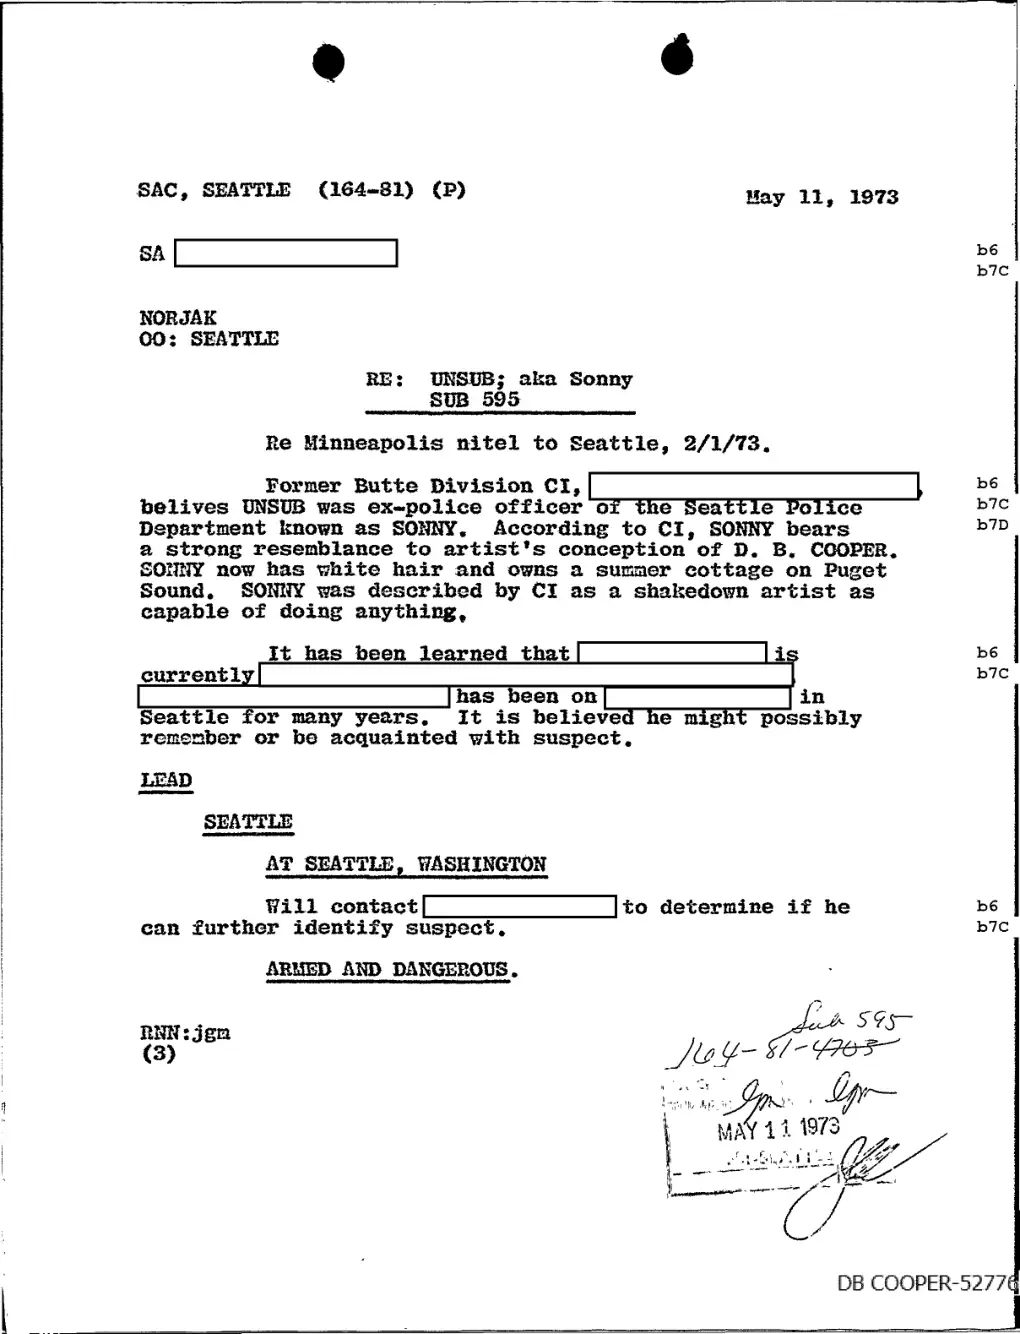 SAC, SEATTLE (164-81) (P)
May 11, 1973
SA
b6
b7C
NORJAK
OO: SEATTLE
RE: UNSUB; aka Sonny
SUB 595
Re Minneapolis nitel to Seattle, 2/1/73.
Former Butte Division CI,
b6
belives UNSUB was ex-police officer of the Seattle Police
b7C
Department known as SONNY. According to CI, SONNY bears
b7D
a strong resemblance to artist's conception of D. B. COOPER.
SONNY now has white hair and owns a summer cottage on Puget
Sound. SONNY was described by CI as a shakedown artist as
capable of doing anything.
It has been learned that is
b6
currently
b7C
has been on in
Seattle for many years. It is believed he might possibly
remember or be acquainted with suspect.
LEAD
SEATTLE
AT SEATTLE, WASHINGTON
Will contact to determine if he
b6
can further identify suspect.
b7C
ARMED AND DANGEROUS.
RNN:jgm
(3)
Sub 595
164-81-4703
MAY 11 1973
DB COOPER-52776